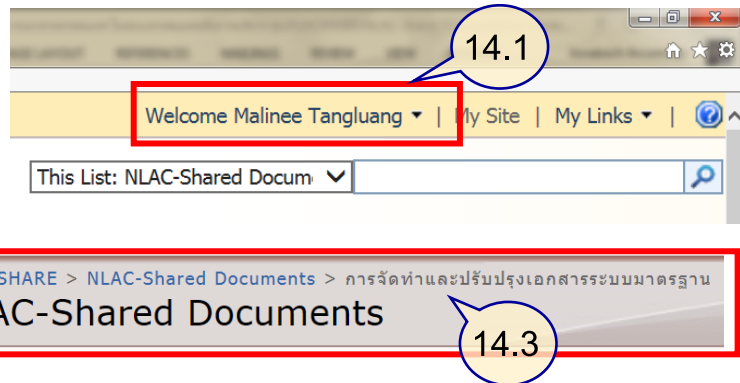 14.1
Welcome Malinee Tangluang | My Site | My Links |
This List: NLAC-Shared Docum
SHARE > NLAC-Shared Documents > การจัดทำและปรับปรุงเอกสารระบบมาตรฐาน
AC-Shared Documents
14.3